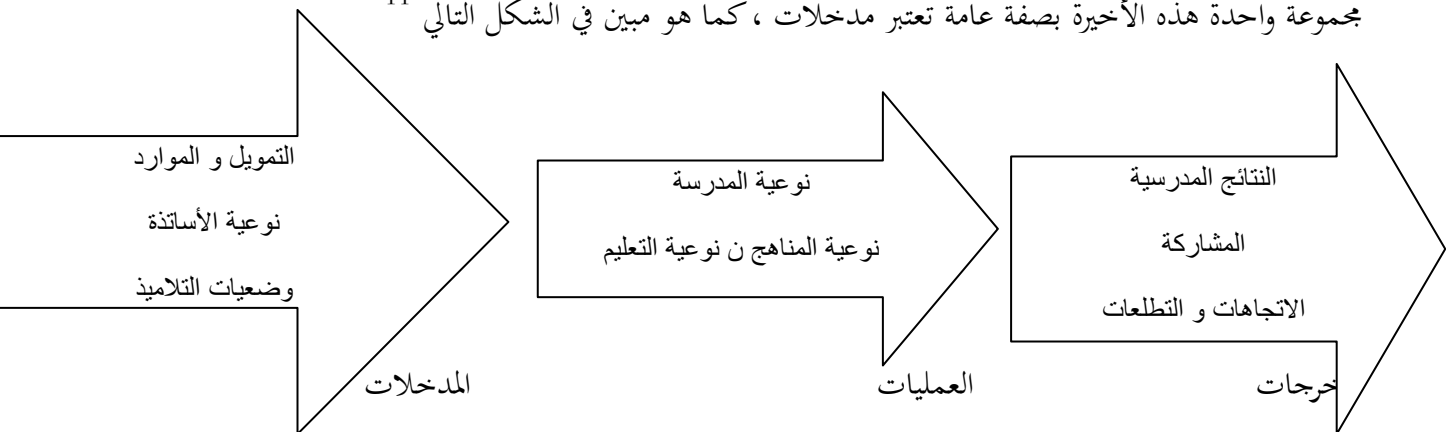 مجموعة واحدة هذه الأخيرة بصفة عامة تعتبر مدخلات ، كما هو مبين في الشكل التالي
التمويل و الموارد
نوعية الأساتذة
وضعيات التلاميذ
المدخلات
نوعية المدرسة
نوعية المناهج ن نوعية التعليم
العمليات
النتائج المدرسية
المشاركة
الاتجاهات و التطلعات
خرجات